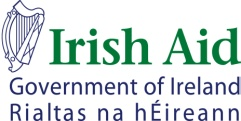 Irish Aid
Government of Ireland
Rialtas na hÉireann